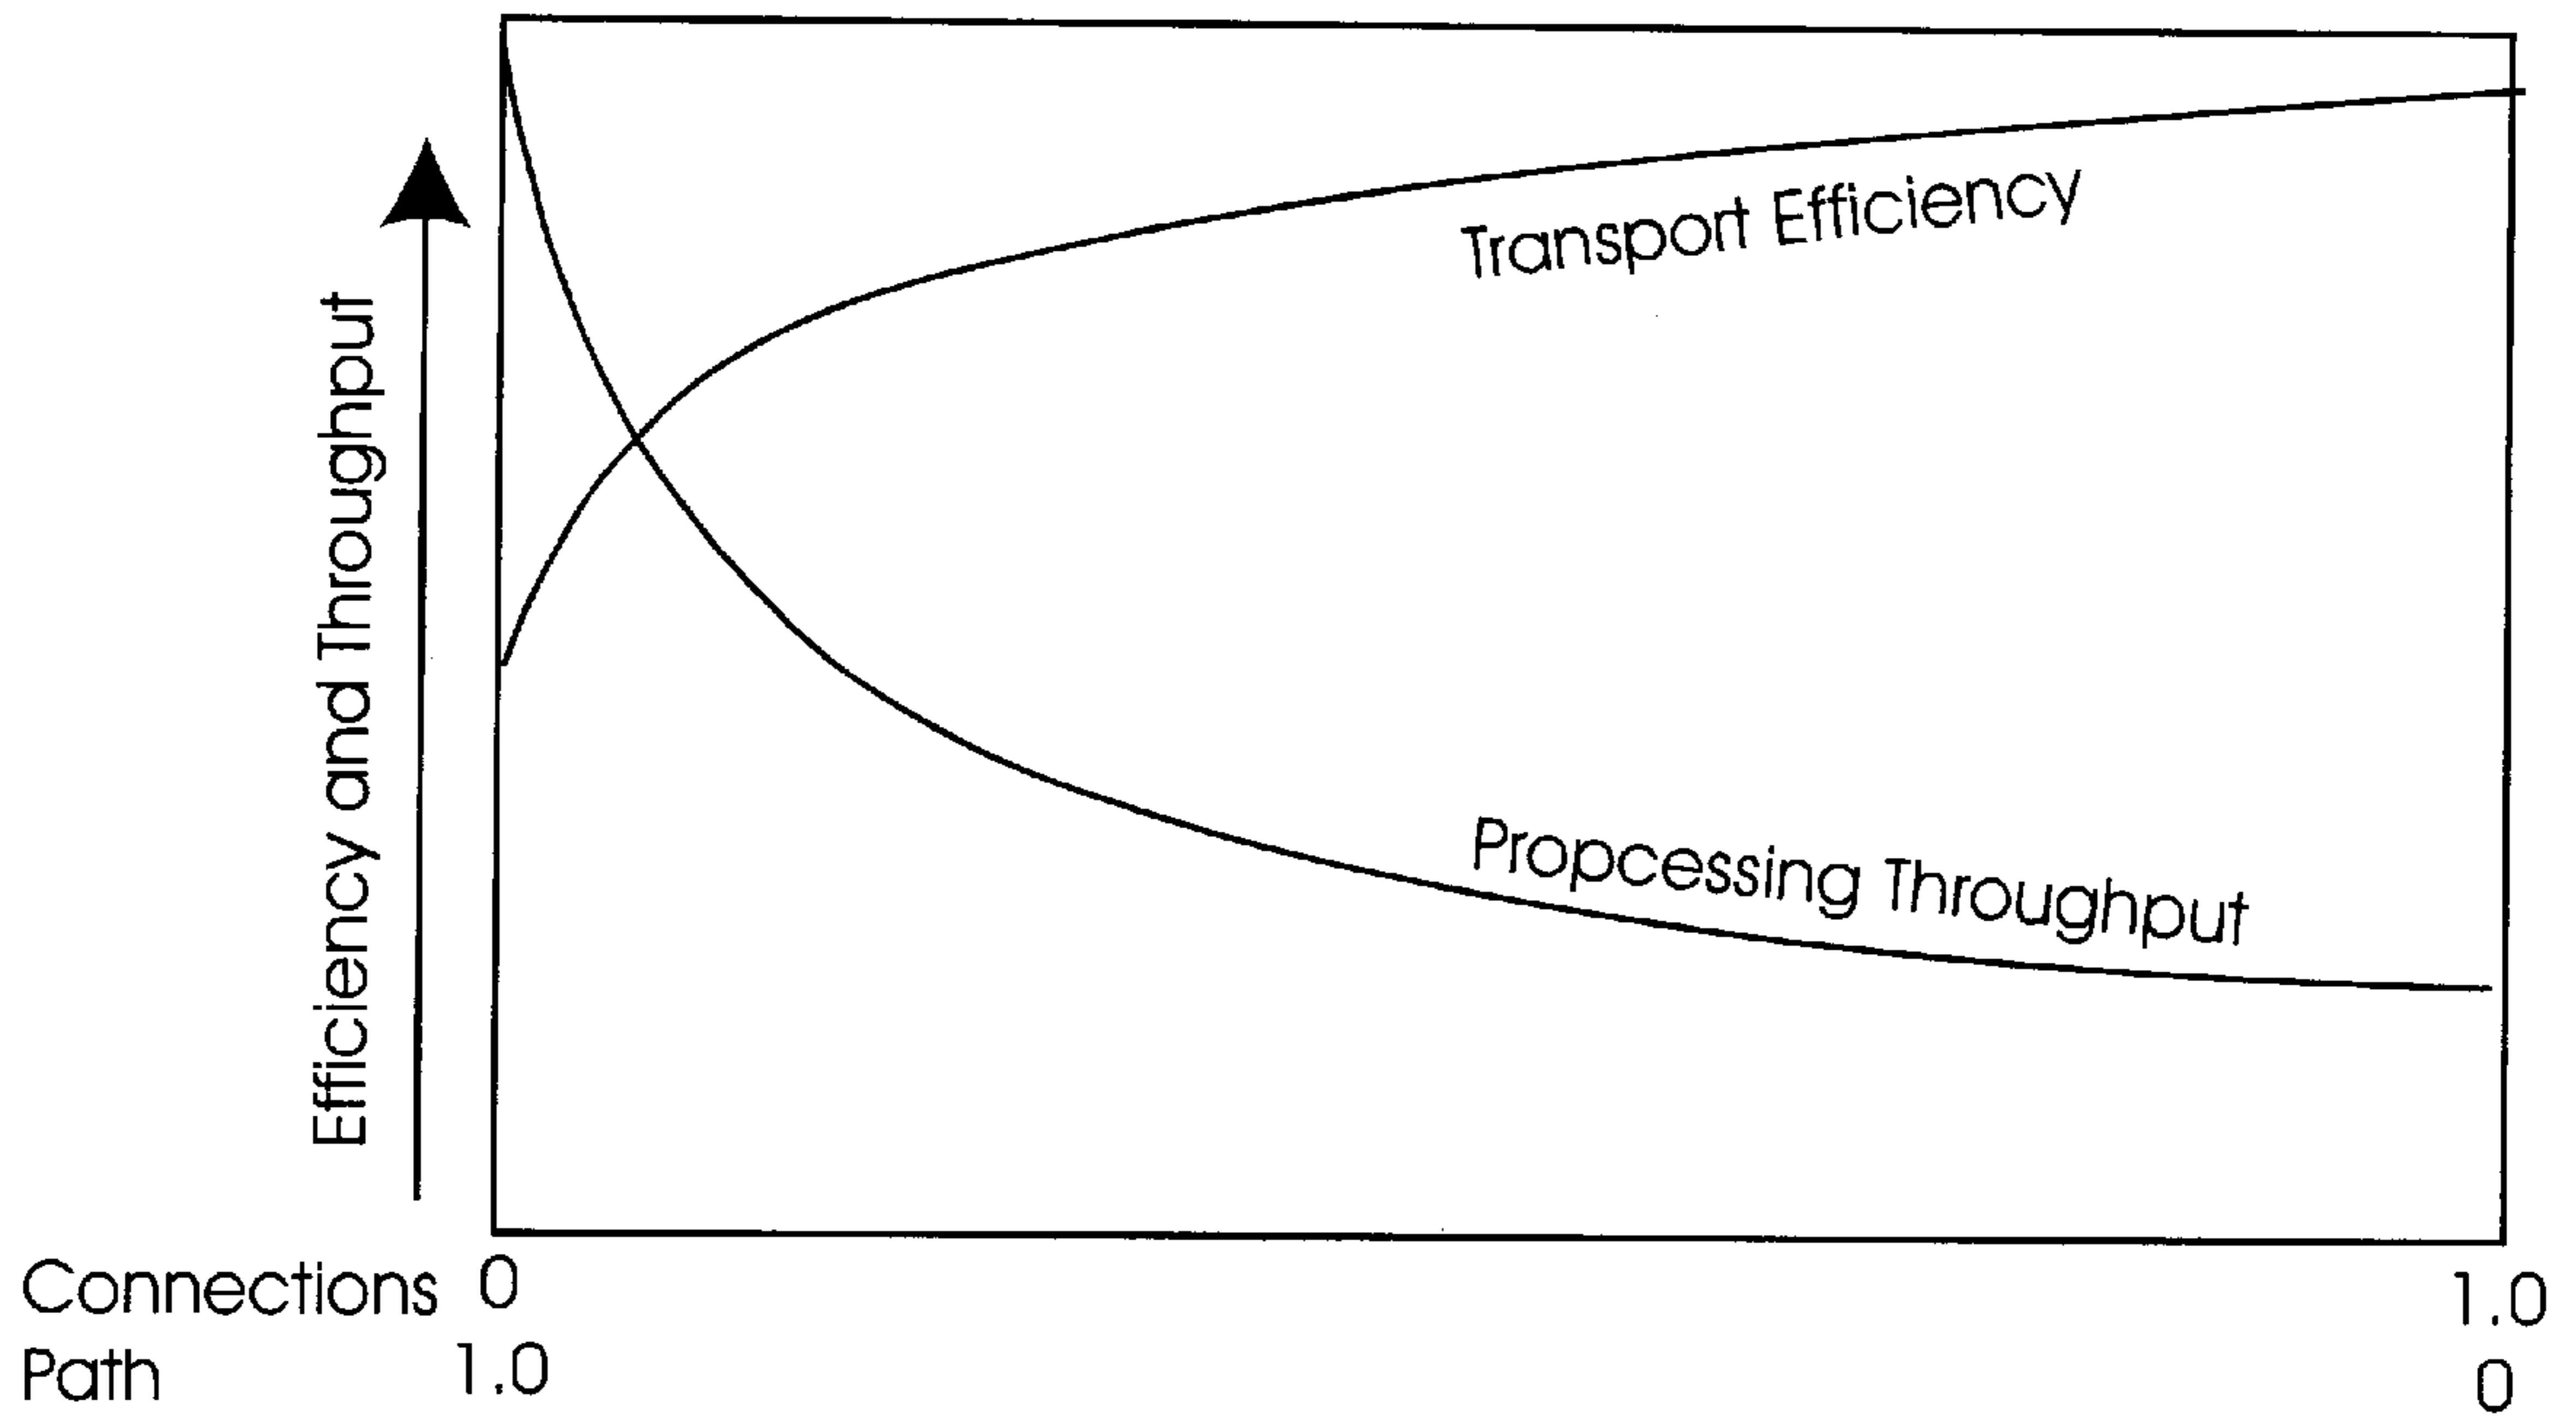 Efficiency and Throughput
Transport Efficiency
Propcessing Throughput
Connections 0 1.0
Path 1.0 0